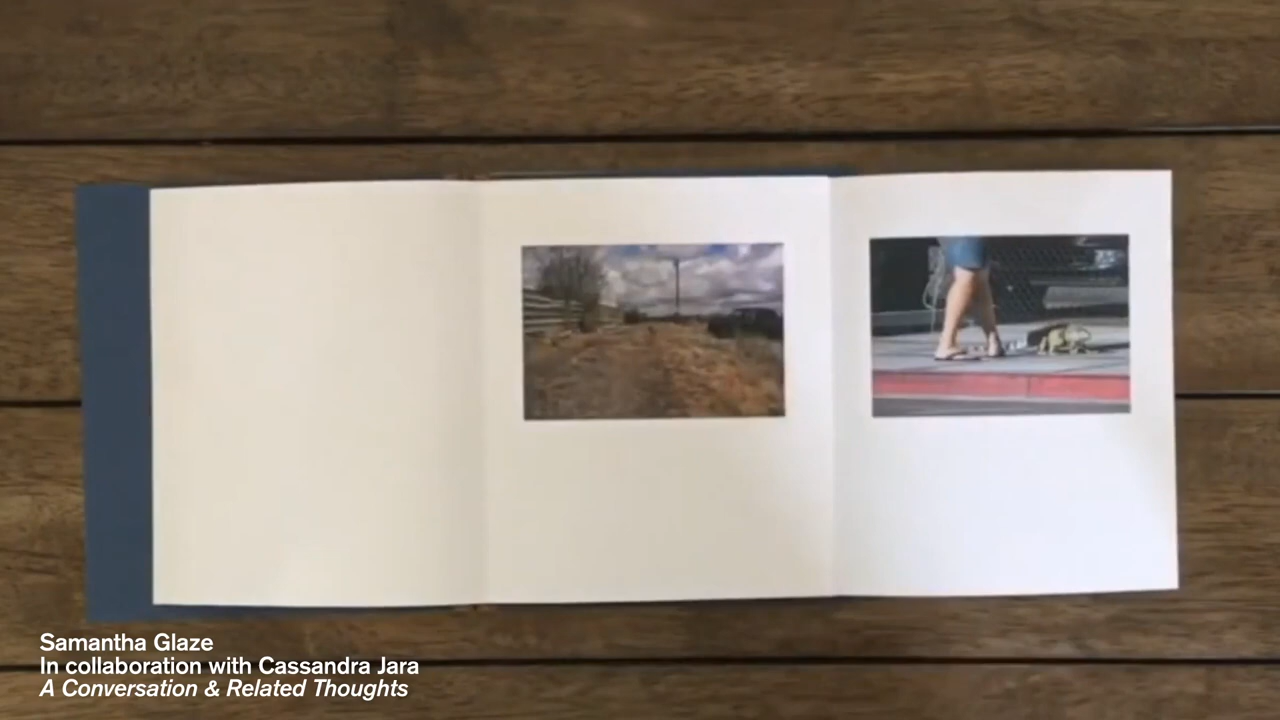 Samantha Glaze
In collaboration with Cassandra Jara
A Conversation & Related Thoughts